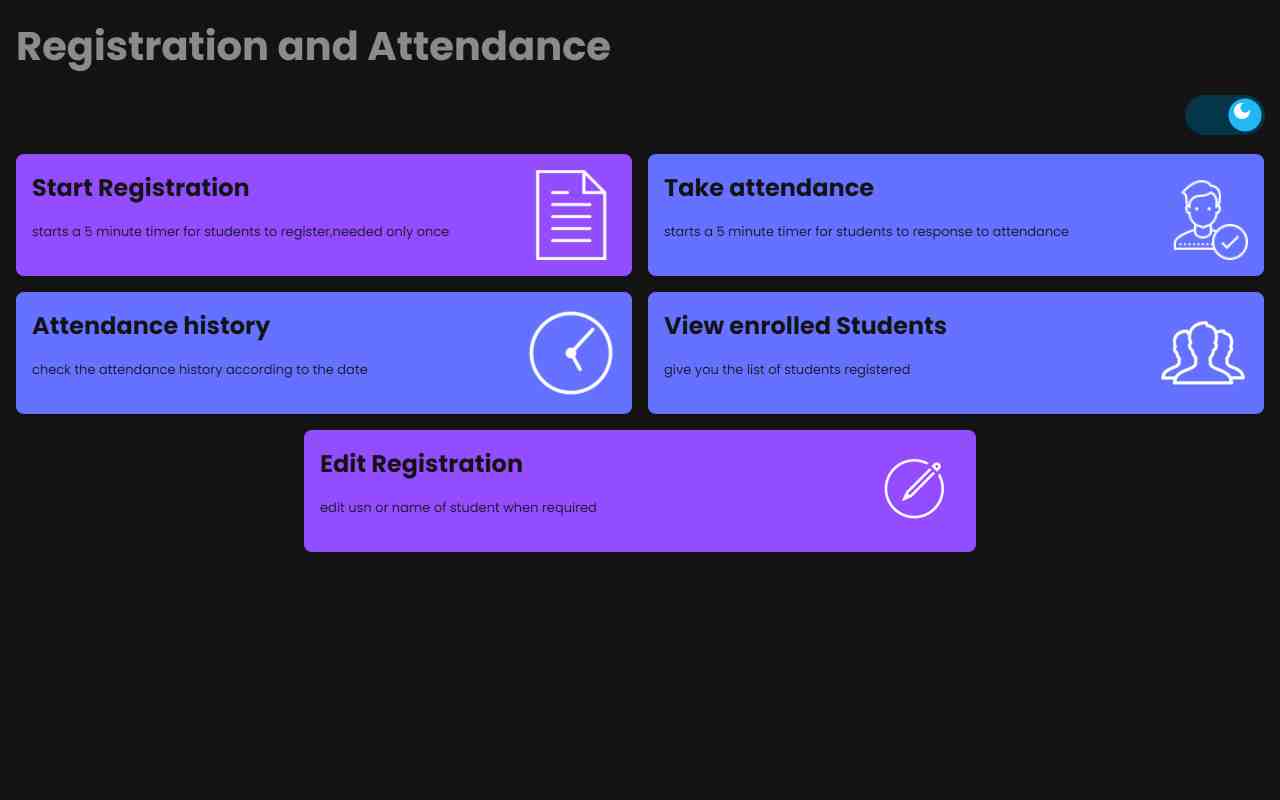 Registration and Attendance
Start Registration
starts a 5 minute timer for students to register,needed only once
Take attendance
starts a 5 minute timer for students to response to attendance
Attendance history
check the attendance history according to the date
View enrolled Students
give you the list of students registered
Edit Registration
edit usn or name of student when required